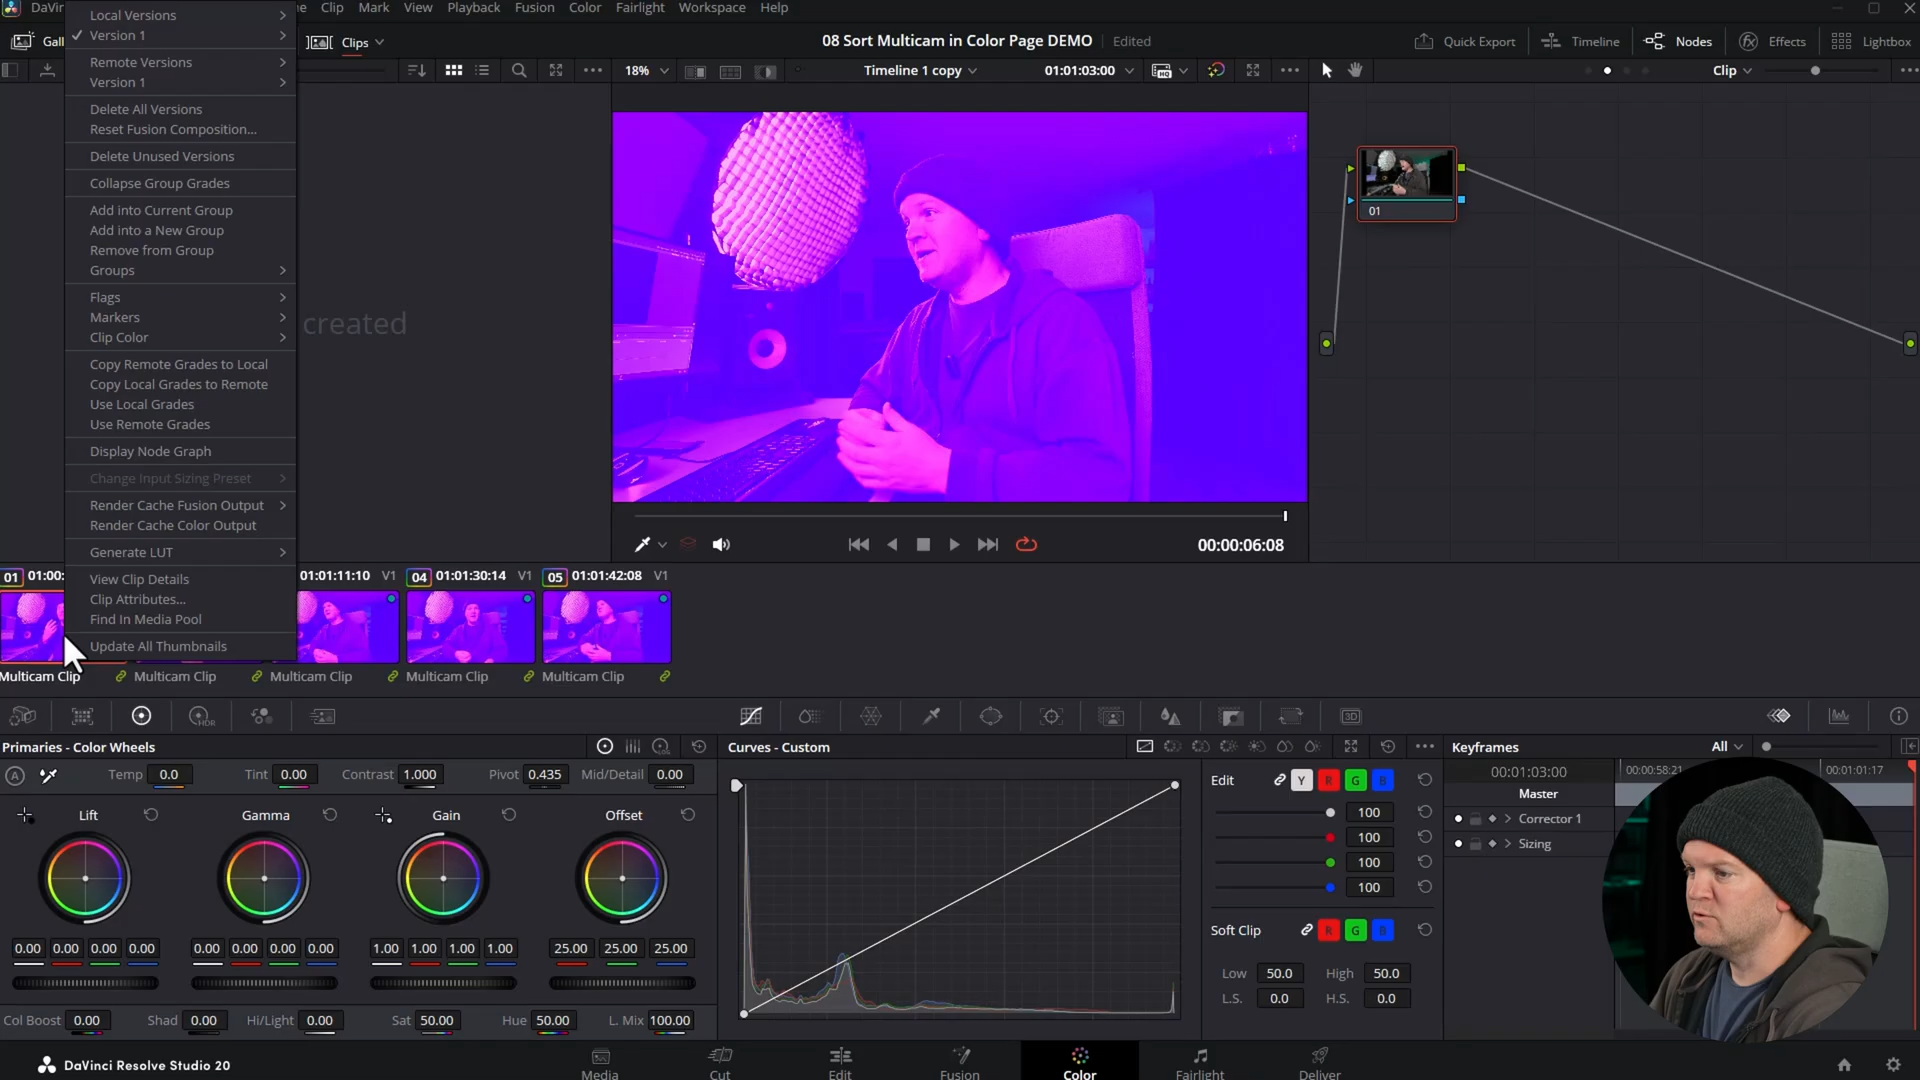 DaVin
ne
Clip
Mark
View
Playback
Fusion
Color
Fairlight
Workspace
Help
Gall
Clips
08 Sort Multicam in Color Page DEMO
Edited
Quick Export
Timeline
Nodes
Effects
Lightbox
18%
Timeline 1 copy
01:01:03:00
HQ
Clip
Local Versions
Version 1
Remote Versions
Version 1
Delete All Versions
Reset Fusion Composition...
Delete Unused Versions
Collapse Group Grades
Add into Current Group
Add into a New Group
Remove from Group
Groups
Flags
Markers
Clip Color
Copy Remote Grades to Local
Copy Local Grades to Remote
Use Local Grades
Use Remote Grades
Display Node Graph
Change Input Sizing Preset
Render Cache Fusion Output
Render Cache Color Output
Generate LUT
View Clip Details
Clip Attributes...
Find In Media Pool
Update All Thumbnails
created
01
00:00:06:08
01 01:00:
01:01:11:10 V1
04 01:01:30:14 V1
05 01:01:42:08 V1
Multicam Clip
Multicam Clip
Multicam Clip
Multicam Clip
Multicam Clip
HDR
3D
Primaries - Color Wheels
A
Temp 0.0
Tint 0.00
Contrast 1.000
Pivot 0.435
Mid/Detail 0.00
Lift
Gamma
Gain
Offset
0.00 0.00 0.00 0.00
0.00 0.00 0.00 0.00
1.00 1.00 1.00 1.00
25.00 25.00 25.00
Col Boost 0.00
Shad 0.00
Hi/Light 0.00
Sat 50.00
Hue 50.00
L. Mix 100.00
Curves - Custom
Edit Y R G B
100
100
100
100
Soft Clip R G B
Low 50.0 High 50.0
L.S. 0.0 H.S. 0.0
Keyframes
All
00:00:58:21
00:01:01:17
00:01:03:00
Master
Corrector 1
Sizing
DaVinci Resolve Studio 20
Media
Cut
Edit
Fusion
Color
Fairlight
Deliver